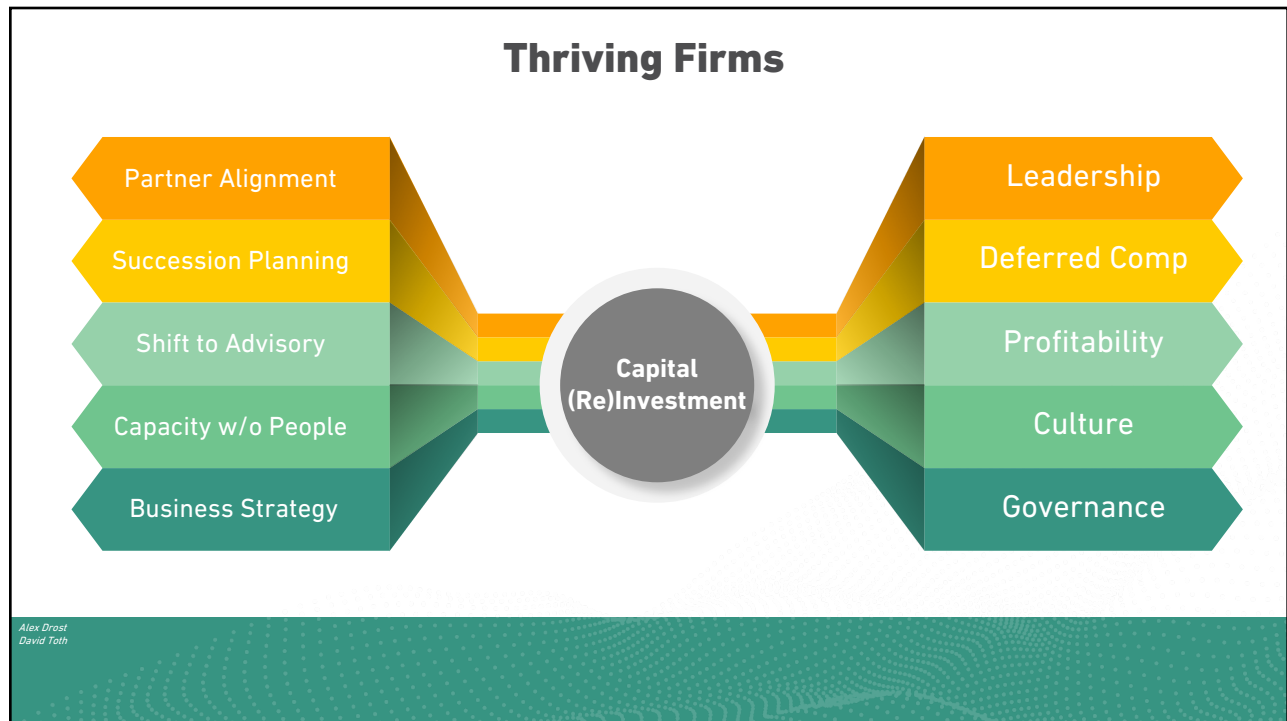 Thriving Firms
Partner Alignment
Succession Planning
Shift to Advisory
Capacity w/o People
Business Strategy
Capital
(Re)Investment
Leadership
Deferred Comp
Profitability
Culture
Governance
Alex Drost
David Toth